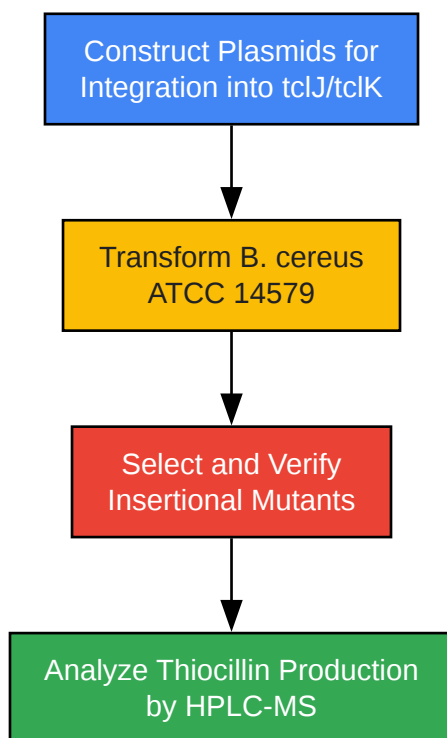 Construct Plasmids for
Integration into tclJ/tclK
Transform B. cereus
ATCC 14579
Select and Verify
Insertional Mutants
Analyze Thiocillin Production
by HPLC-MS